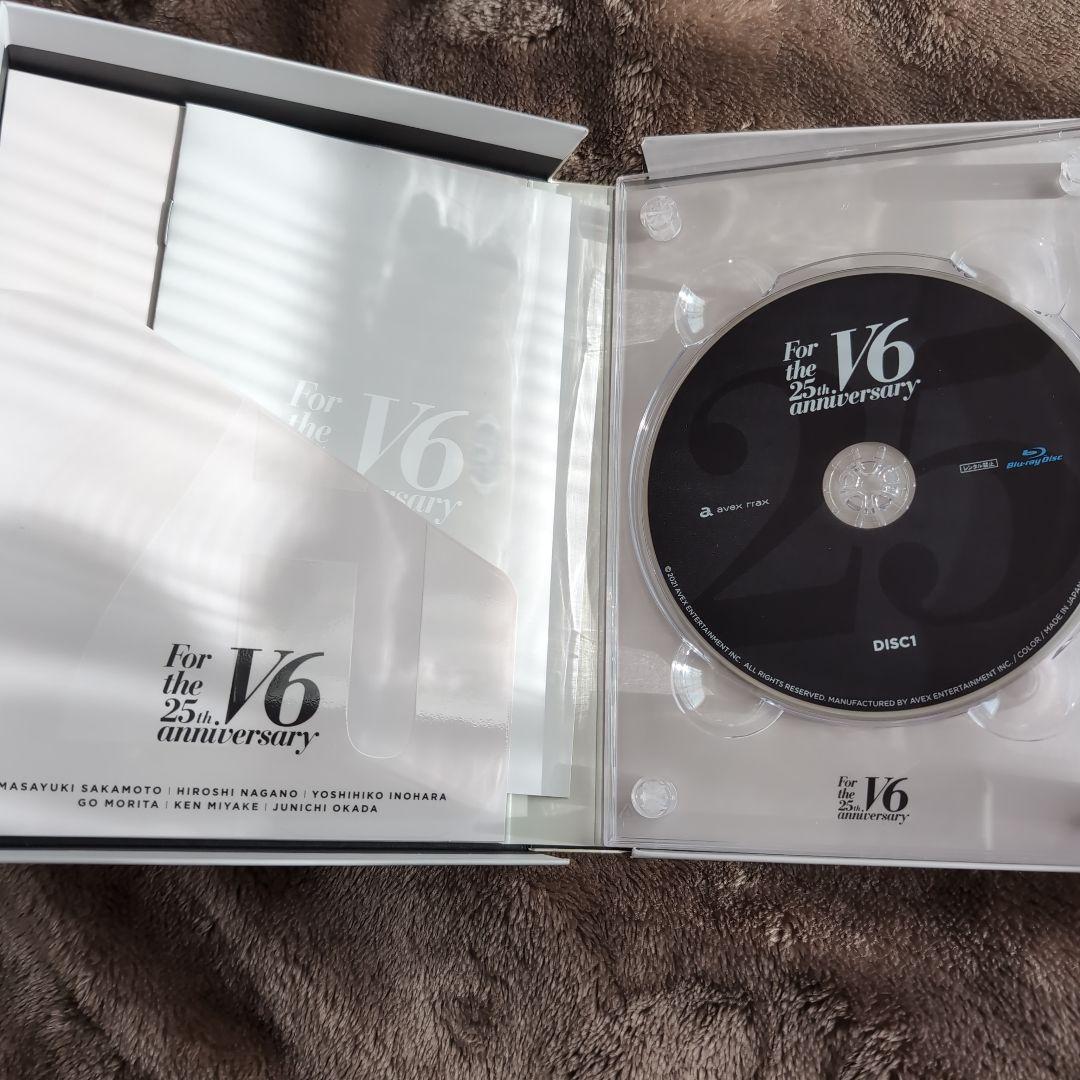 For
the
V6
anniversary
For
the
25th
V6
anniversary
MASAYUKI SAKAMOTO | HIROSHI NAGANO | YOSHIHIKO INOHARA
GO MORITA | KEN MIYAKE | JUNICHI OKADA
For
the
25th
V6
anniversary
25
a avex trax
レンタル禁止
Blu-ray Disc
DISC1
© 2021 AVEX ENTERTAINMENT INC. ALL RIGHTS RESERVED. MANUFACTURED BY AVEX ENTERTAINMENT INC. / COLOR / MADE IN JAPAN
For
the
25th
V6
anniversary